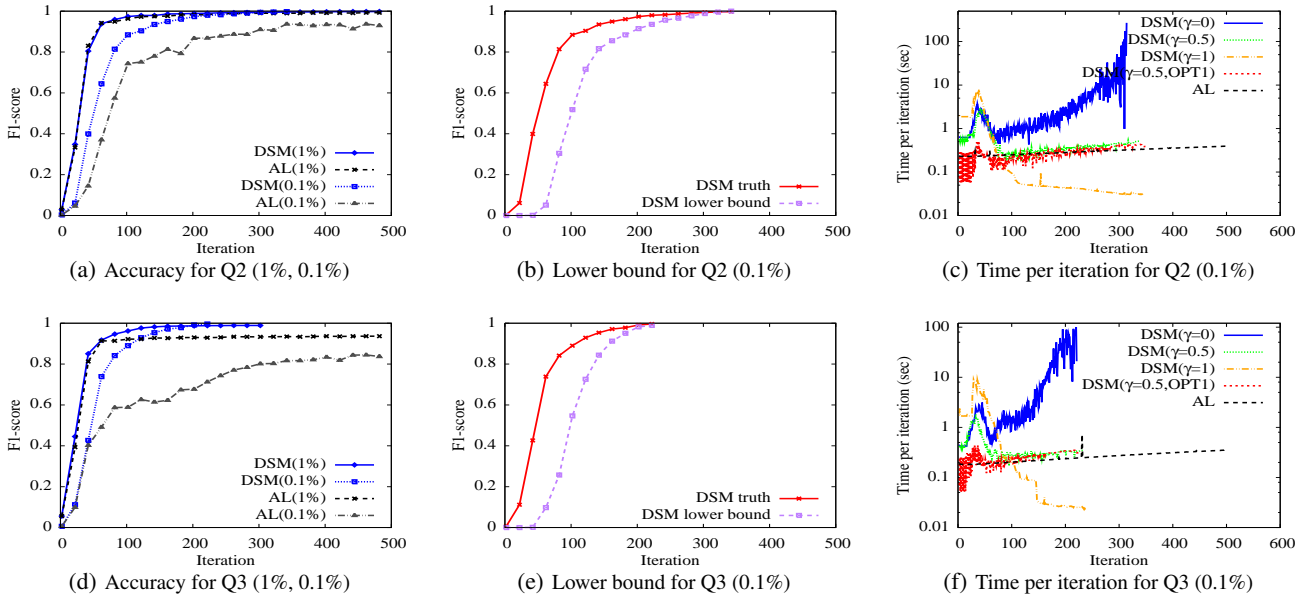 1
0.8
0.6
0.4
0.2
0
F1-score
DSM(1%)
AL(1%)
DSM(0.1%)
AL(0.1%)
0 100 200 300 400 500
Iteration
(a) Accuracy for Q2 (1%, 0.1%)
1
0.8
0.6
0.4
0.2
0
F1-score
DSM truth
DSM lower bound
0 100 200 300 400 500
Iteration
(b) Lower bound for Q2 (0.1%)
100
10
1
0.1
0.01
Time per iteration (sec)
DSM(γ=0)
DSM(γ=0.5)
DSM(γ=1)
DSM(γ=0.5,OPT1)
AL
0 100 200 300 400 500 600
Iteration
(c) Time per iteration for Q2 (0.1%)
1
0.8
0.6
0.4
0.2
0
F1-score
DSM(1%)
DSM(0.1%)
AL(1%)
AL(0.1%)
0 100 200 300 400 500
Iteration
(d) Accuracy for Q3 (1%, 0.1%)
1
0.8
0.6
0.4
0.2
0
F1-score
DSM truth
DSM lower bound
0 100 200 300 400 500
Iteration
(e) Lower bound for Q3 (0.1%)
100
10
1
0.1
0.01
Time per iteration (sec)
DSM(γ=0)
DSM(γ=0.5)
DSM(γ=1)
DSM(γ=0.5,OPT1)
AL
0 100 200 300 400 500 600
Iteration
(f) Time per iteration for Q3 (0.1%)